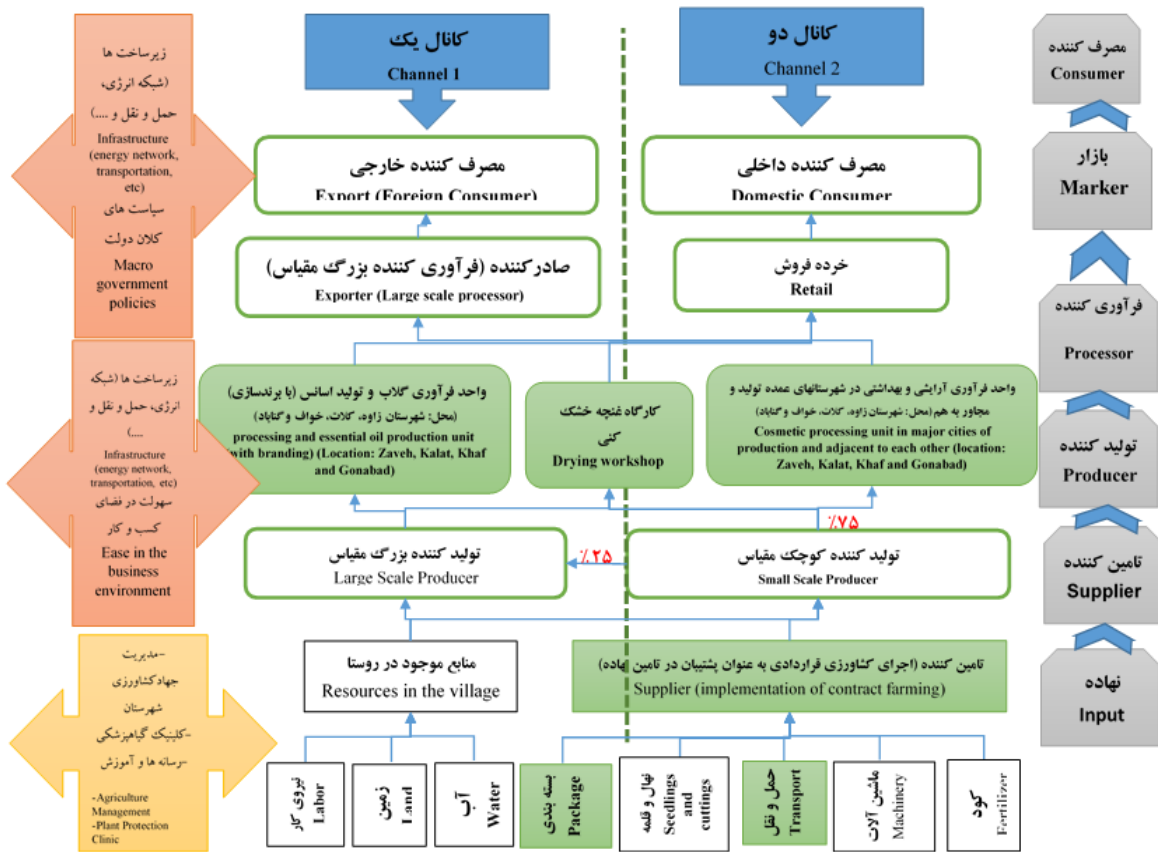 زیرساخت ها
(شبکه انرژی،
حمل و نقل و ....)
Infrastructure
(energy network,
transportation,
etc)
سیاست های
کلان دولت
Macro
government
policies
کانال یک
Channel 1
کانال دو
Channel 2
مصرف کننده
Consumer
مصرف کننده خارجی
Export (Foreign Consumer)
مصرف کننده داخلی
Domestic Consumer
بازار
Marker
صادرکننده (فرآوری کننده بزرگ مقیاس)
Exporter (Large scale processor)
خرده فروش
Retail
فرآوری کننده
Processor
زیرساخت ها (شبکه
انرژی، حمل و نقل و
....)
Infrastructure
(energy network,
transportation, etc)
سهولت در فضای
کسب و کار
Ease in the
business
environment
واحد فرآوری گلاب و تولید اسانس (با برندسازی)
(محل: شهرستان زاوه، کلات، خواف و گناباد)
processing and essential oil production unit
with branding) (Location: Zaveh, Kalat, Khaf
and Gonabad)
کارگاه غنچه خشک
کنی
Drying workshop
واحد فرآوری آرایشی و بهداشتی در شهرستانهای عمده تولید و
مجاور به هم (محل: شهرستان زاوه، کلات، خواف و گناباد)
Cosmetic processing unit in major cities of
production and adjacent to each other (location:
Zaveh, Kalat, Khaf and Gonabad)
تولید کننده
Producer
تولید کننده بزرگ مقیاس
Large Scale Producer
٪۲۵
٪۷۵
تولید کننده کوچک مقیاس
Small Scale Producer
تامین کننده
Supplier
-مدیریت
جهادکشاورزی
شهرستان
-کلینیک گیاهپزشکی
-رسانه ها و آموزش
-Agriculture
Management
-Plant Protection
Clinic
منابع موجود در روستا
Resources in the village
تامین کننده (اجرای کشاورزی قراردادی به عنوان پشتیبان در تامین نهاده)
Supplier (implementation of contract farming)
نهاده
Input
نیروی کار
Labor
زمین
Land
آب
Water
بسته بندی
Package
نهال و قلمه
Seedlings
and
cuttings
حمل و نقل
Transport
ماشین آلات
Machinery
کود
Fertilizer